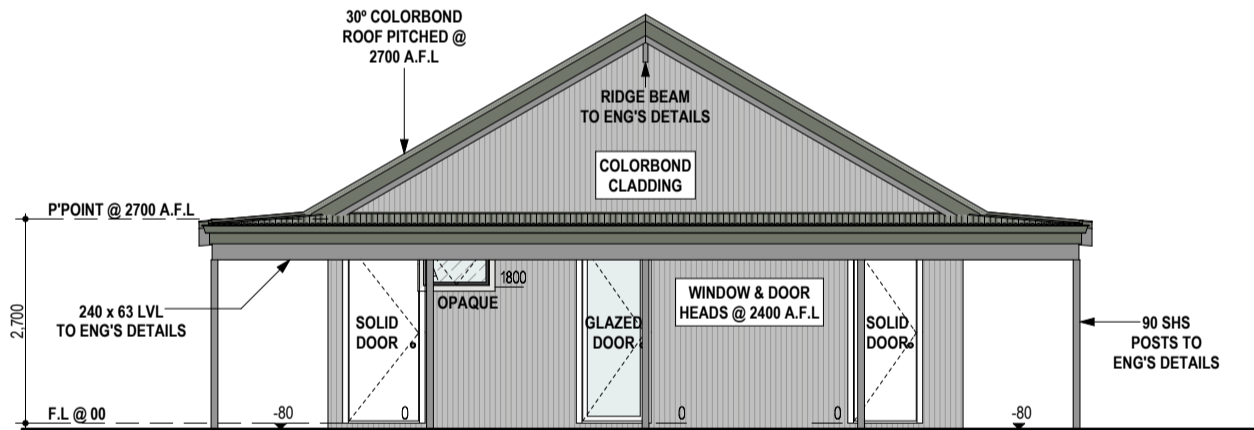 30º COLORBOND
ROOF PITCHED @
2700 A.F.L
RIDGE BEAM
TO ENG'S DETAILS
COLORBOND
CLADDING
P'POINT @ 2700 A.F.L
2,700
240 x 63 LVL
TO ENG'S DETAILS
1800
OPAQUE
SOLID
DOOR
GLAZED
DOOR
WINDOW & DOOR
HEADS @ 2400 A.F.L
SOLID
DOOR
90 SHS
POSTS TO
ENG'S DETAILS
F.L @ 00
-80
0
0
0
-80